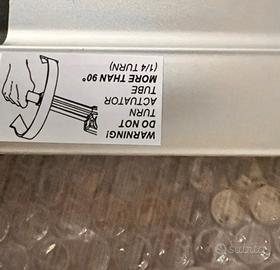 WARNING!
DO NOT
TURN
ACTUATOR
TUBE
MORE THAN 90°
(1/4 TURN)
subito